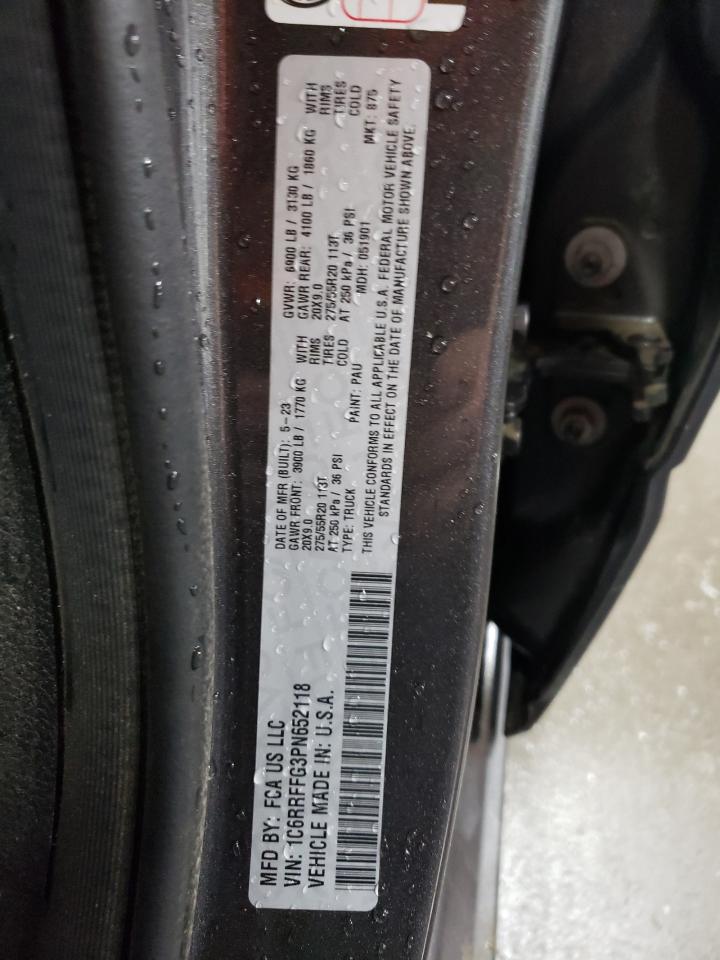 MFD BY: FCA US LLC
VIN: 1C6RRFFG3PN652118
VEHICLE MADE IN: U.S.A.
DATE OF MFR (BUILT): 5-23
GAWR FRONT: 3900 LB / 1770 KG WITH
20X9.0 RIMS
275/55R20 113T TIRES
AT 250 kPa / 36 PSI COLD
TYPE: TRUCK PAINT: PAU
GVWR: 6900 LB / 3130 KG
GAWR REAR: 4100 LB / 1860 KG WITH
20X9.0 RIMS
275/55R20 113T TIRES
AT 250 kPa / 36 PSI COLD
MDH: 051901 MKT: 875
THIS VEHICLE CONFORMS TO ALL APPLICABLE U.S.A. FEDERAL MOTOR VEHICLE SAFETY
STANDARDS IN EFFECT ON THE DATE OF MANUFACTURE SHOWN ABOVE.